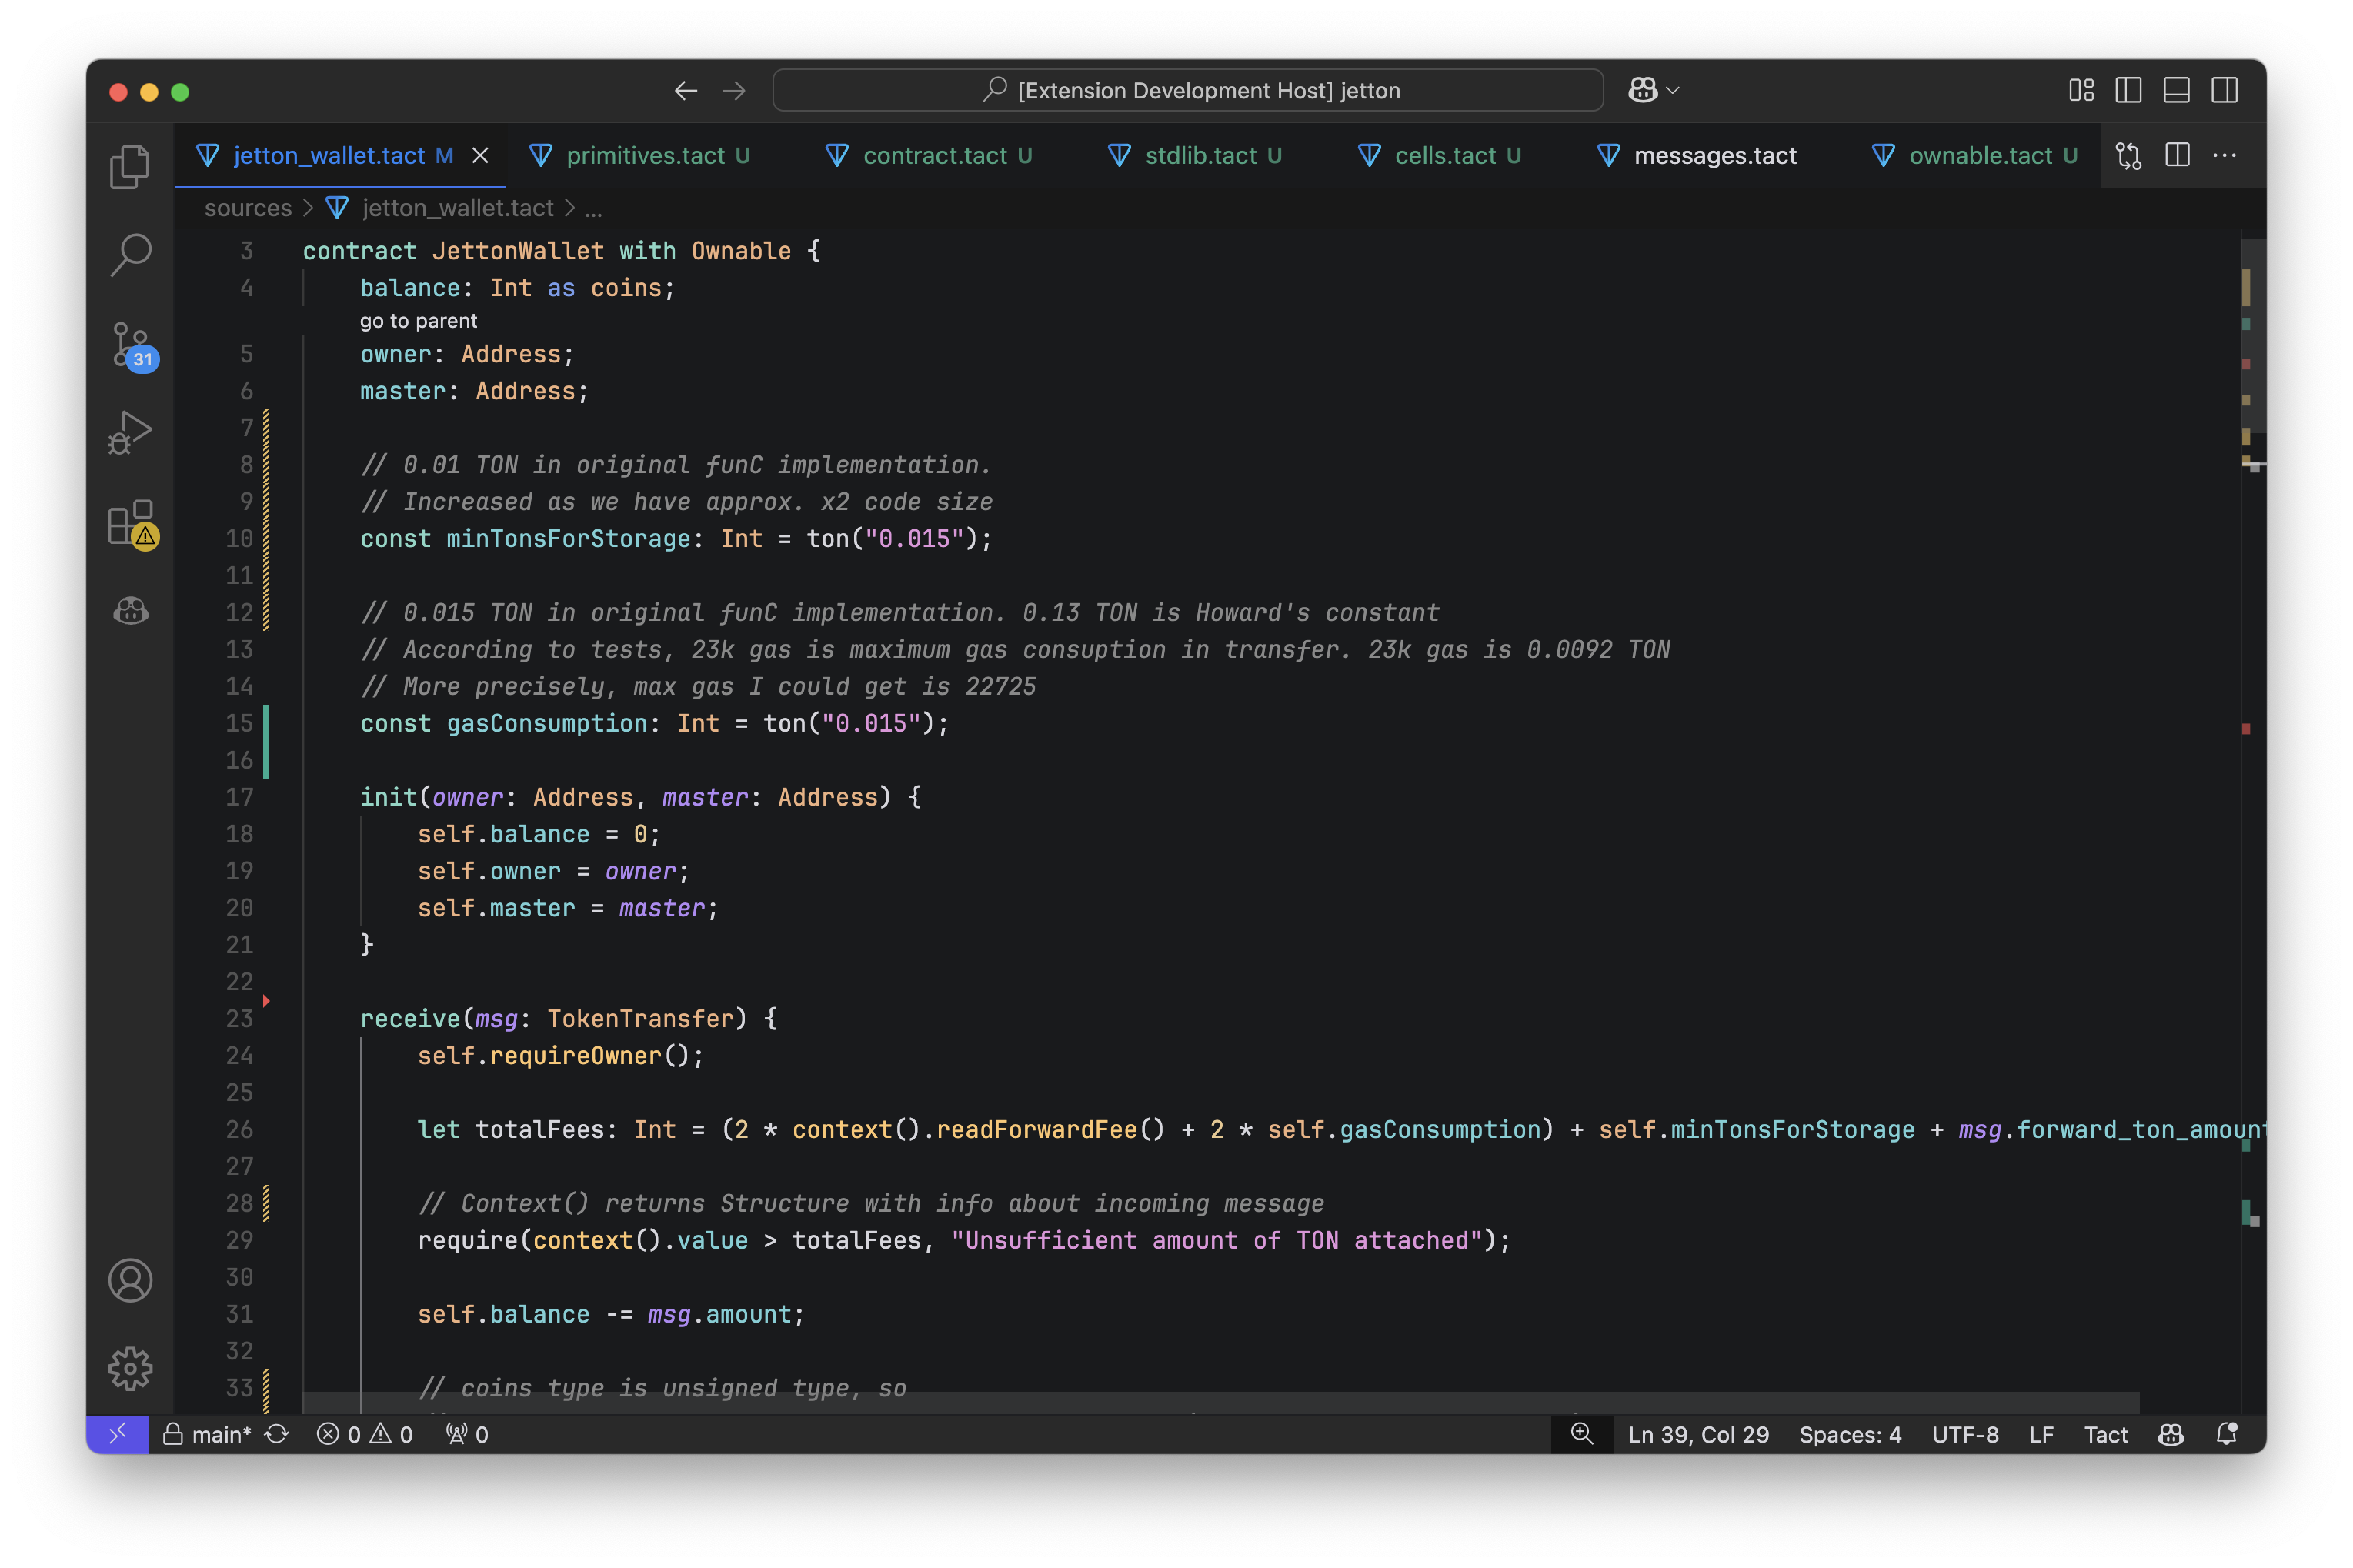 [Extension Development Host] jetton
jetton_wallet.tact M
primitives.tact U
contract.tact U
stdlib.tact U
cells.tact U
messages.tact
ownable.tact U
sources > jetton_wallet.tact > ...
3 contract JettonWallet with Ownable {
4 balance: Int as coins;
go to parent
5 owner: Address;
6 master: Address;
7
8 // 0.01 TON in original funC implementation.
9 // Increased as we have approx. x2 code size
10 const minTonsForStorage: Int = ton("0.015");
11
12 // 0.015 TON in original funC implementation. 0.13 TON is Howard's constant
13 // According to tests, 23k gas is maximum gas consuption in transfer. 23k gas is 0.0092 TON
14 // More precisely, max gas I could get is 22725
15 const gasConsumption: Int = ton("0.015");
16
17 init(owner: Address, master: Address) {
18 self.balance = 0;
19 self.owner = owner;
20 self.master = master;
21 }
22
23 receive(msg: TokenTransfer) {
24 self.requireOwner();
25
26 let totalFees: Int = (2 * context().readForwardFee() + 2 * self.gasConsumption) + self.minTonsForStorage + msg.forward_ton_amount
27
28 // Context() returns Structure with info about incoming message
29 require(context().value > totalFees, "Unsufficient amount of TON attached");
30
31 self.balance -= msg.amount;
32
33 // coins type is unsigned type, so
31
main* 0 0 0 Ln 39, Col 29 Spaces: 4 UTF-8 LF Tact